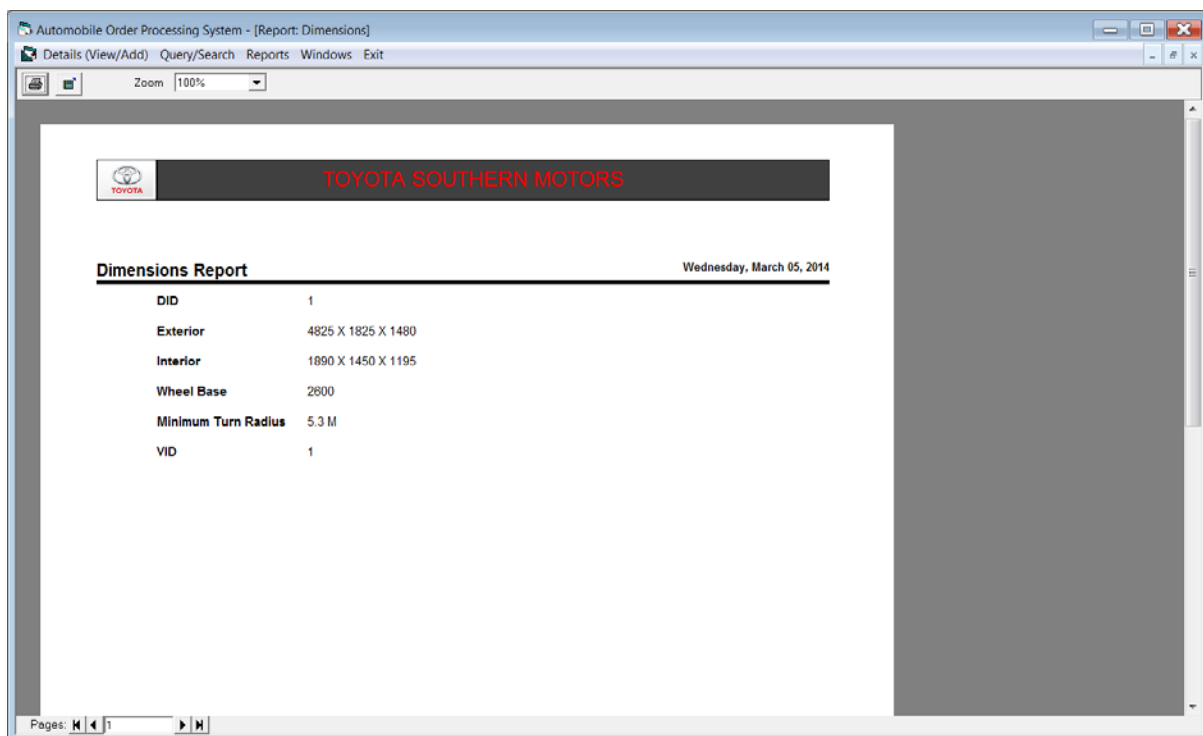 Automobile Order Processing System - [Report: Dimensions]
Details (View/Add) Query/Search Reports Windows Exit
Zoom 100%
TOYOTA
TOYOTA SOUTHERN MOTORS
Dimensions Report Wednesday, March 05, 2014
DID 1
Exterior 4825 X 1825 X 1480
Interior 1890 X 1450 X 1195
Wheel Base 2600
Minimum Turn Radius 5.3 M
VID 1
Pages: 1